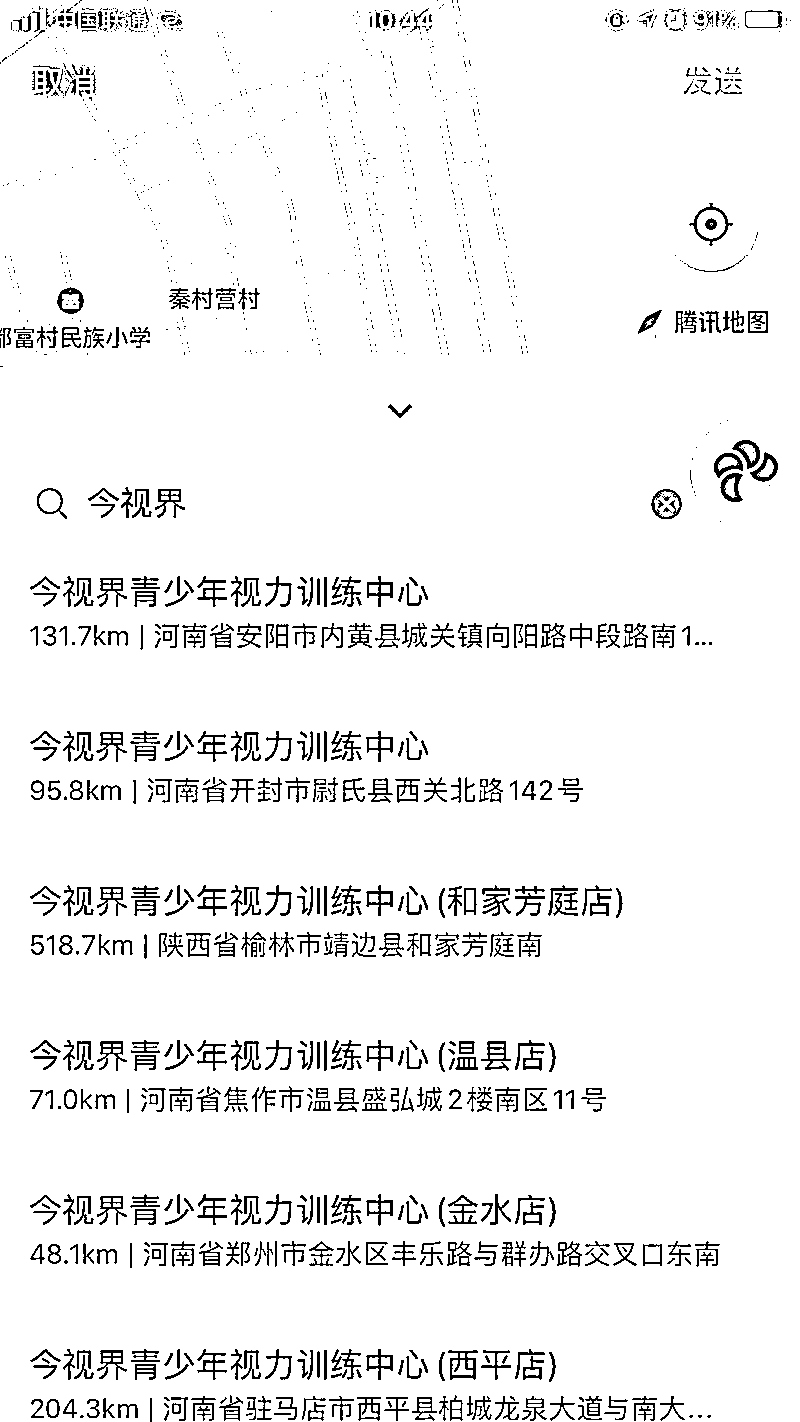 中国联通 10:44 91%
取消 发送
秦村营村
郭富村民族小学
腾讯地图
今视界
今视界青少年视力训练中心
131.7km | 河南省安阳市内黄县城关镇向阳路中段路南1...
今视界青少年视力训练中心
95.8km | 河南省开封市尉氏县西关北路142号
今视界青少年视力训练中心 (和家芳庭店)
518.7km | 陕西省榆林市靖边县和家芳庭南
今视界青少年视力训练中心 (温县店)
71.0km | 河南省焦作市温县盛弘城2楼南区11号
今视界青少年视力训练中心 (金水店)
48.1km | 河南省郑州市金水区丰乐路与群办路交叉口东南
今视界青少年视力训练中心 (西平店)
204.3km | 河南省驻马店市西平县柏城龙泉大道与南大...